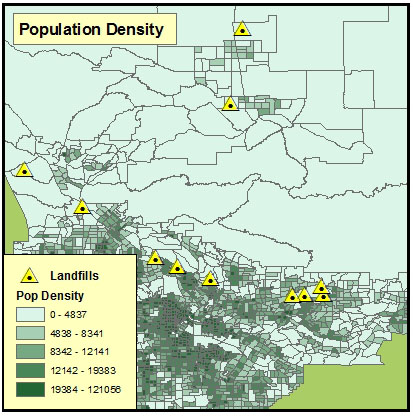 Population Density
Landfills
Pop Density
0 - 4837
4838 - 8341
8342 - 12141
12142 - 19383
19384 - 121056